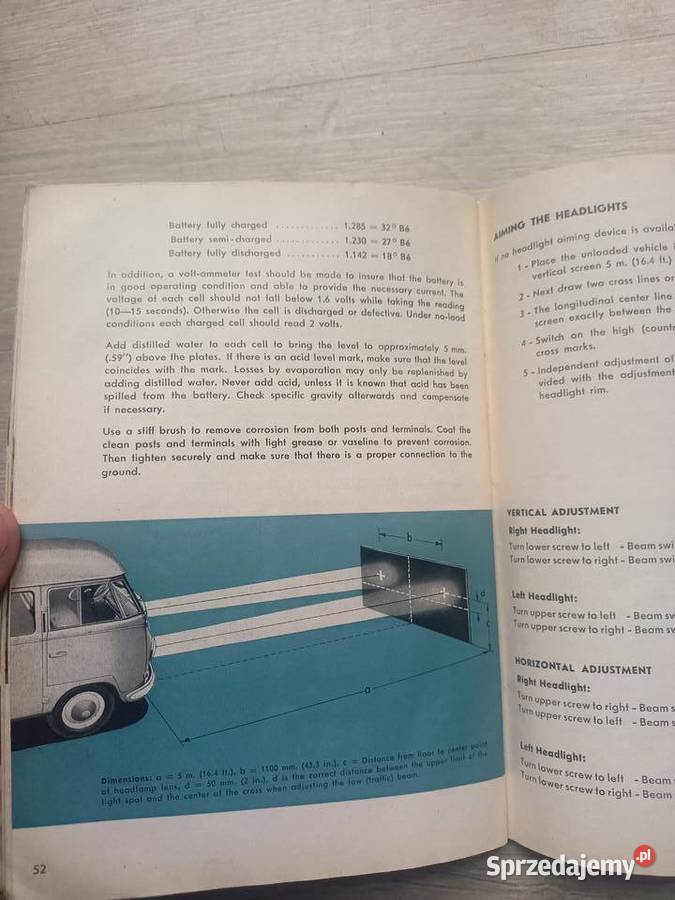 Battery fully charged ............. 1.285 = 32° Bé
Battery semi-charged ............. 1.230 = 27° Bé
Battery fully discharged ........... 1.142 = 18° Bé
In addition, a volt-ammeter test should be made to insure that the battery is
in good operating condition and able to provide the necessary current. The
voltage of each cell should not fall below 1.6 volts while taking the reading
(10—15 seconds). Otherwise the cell is discharged or defective. Under no-load
conditions each charged cell should read 2 volts.
Add distilled water to each cell to bring the level to approximately 5 mm.
(.59") above the plates. If there is an acid level mark, make sure that the level
coincides with the mark. Losses by evaporation may only be replenished by
adding distilled water. Never add acid, unless it is known that acid has been
spilled from the battery. Check specific gravity afterwards and compensate
if necessary.
Use a stiff brush to remove corrosion from both posts and terminals. Coat the
clean posts and terminals with light grease or vaseline to prevent corrosion.
Then tighten securely and make sure that there is a proper connection to the
ground.
b
d
c
a
Dimensions: a = 5 m. (16.4 ft.), b = 1100 mm. (43.3 in.), c = Distance from floor to center point
of headlamp lens, d = 50 mm. (2 in.), d is the correct distance between the upper limit of the
light spot and the center of the cross when adjusting the low (traffic) beam.
52
AIMING THE HEADLIGHTS
If no headlight aiming device is availa
1 - Place the unloaded vehicle
vertical screen 5 m. (16.4 ft.)
2 - Next draw two cross lines or
3 - The longitudinal center line
screen exactly between the
4 - Switch on the high (count
cross marks.
5 - Independent adjustment of
vided with the adjustment
headlight rim.
VERTICAL ADJUSTMENT
Right Headlight:
Turn lower screw to left - Beam swi
Turn lower screw to right - Beam swi
Left Headlight:
Turn upper screw to left - Beam sw
Turn upper screw to right - Beam sw
HORIZONTAL ADJUSTMENT
Right Headlight:
Turn upper screw to right - Beam s
Turn upper screw to left - Beam s
Left Headlight:
Turn lower screw to left - Beam
Turn lower screw to right - Beam
Sprzedajemy.pl